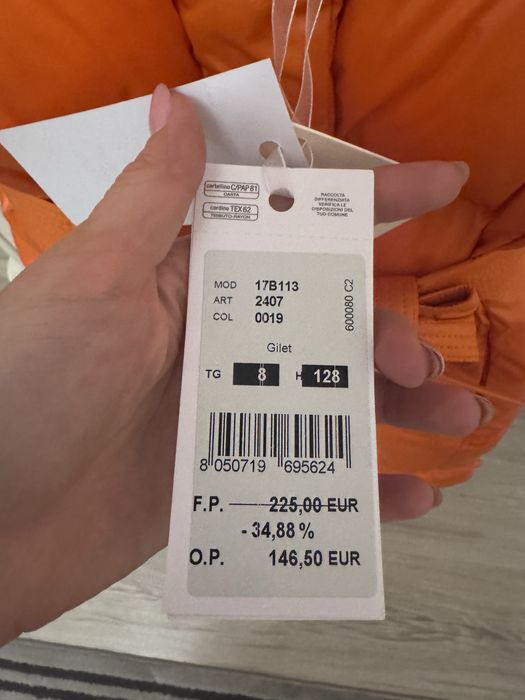 cartellino C/PAP 81
CARTA
cordino TEX 62
TRIBUTO-RAYON
RACCOLTA
DIFFERENZIATA
VERIFICA LE
DISPOSIZIONI DEL
TUO COMUNE
MOD 17B113
ART 2407
COL 0019
600080 C2
Gilet
TG 8 H 128
8 050719 695624
F.P. 225,00 EUR
- 34,88 %
O.P. 146,50 EUR